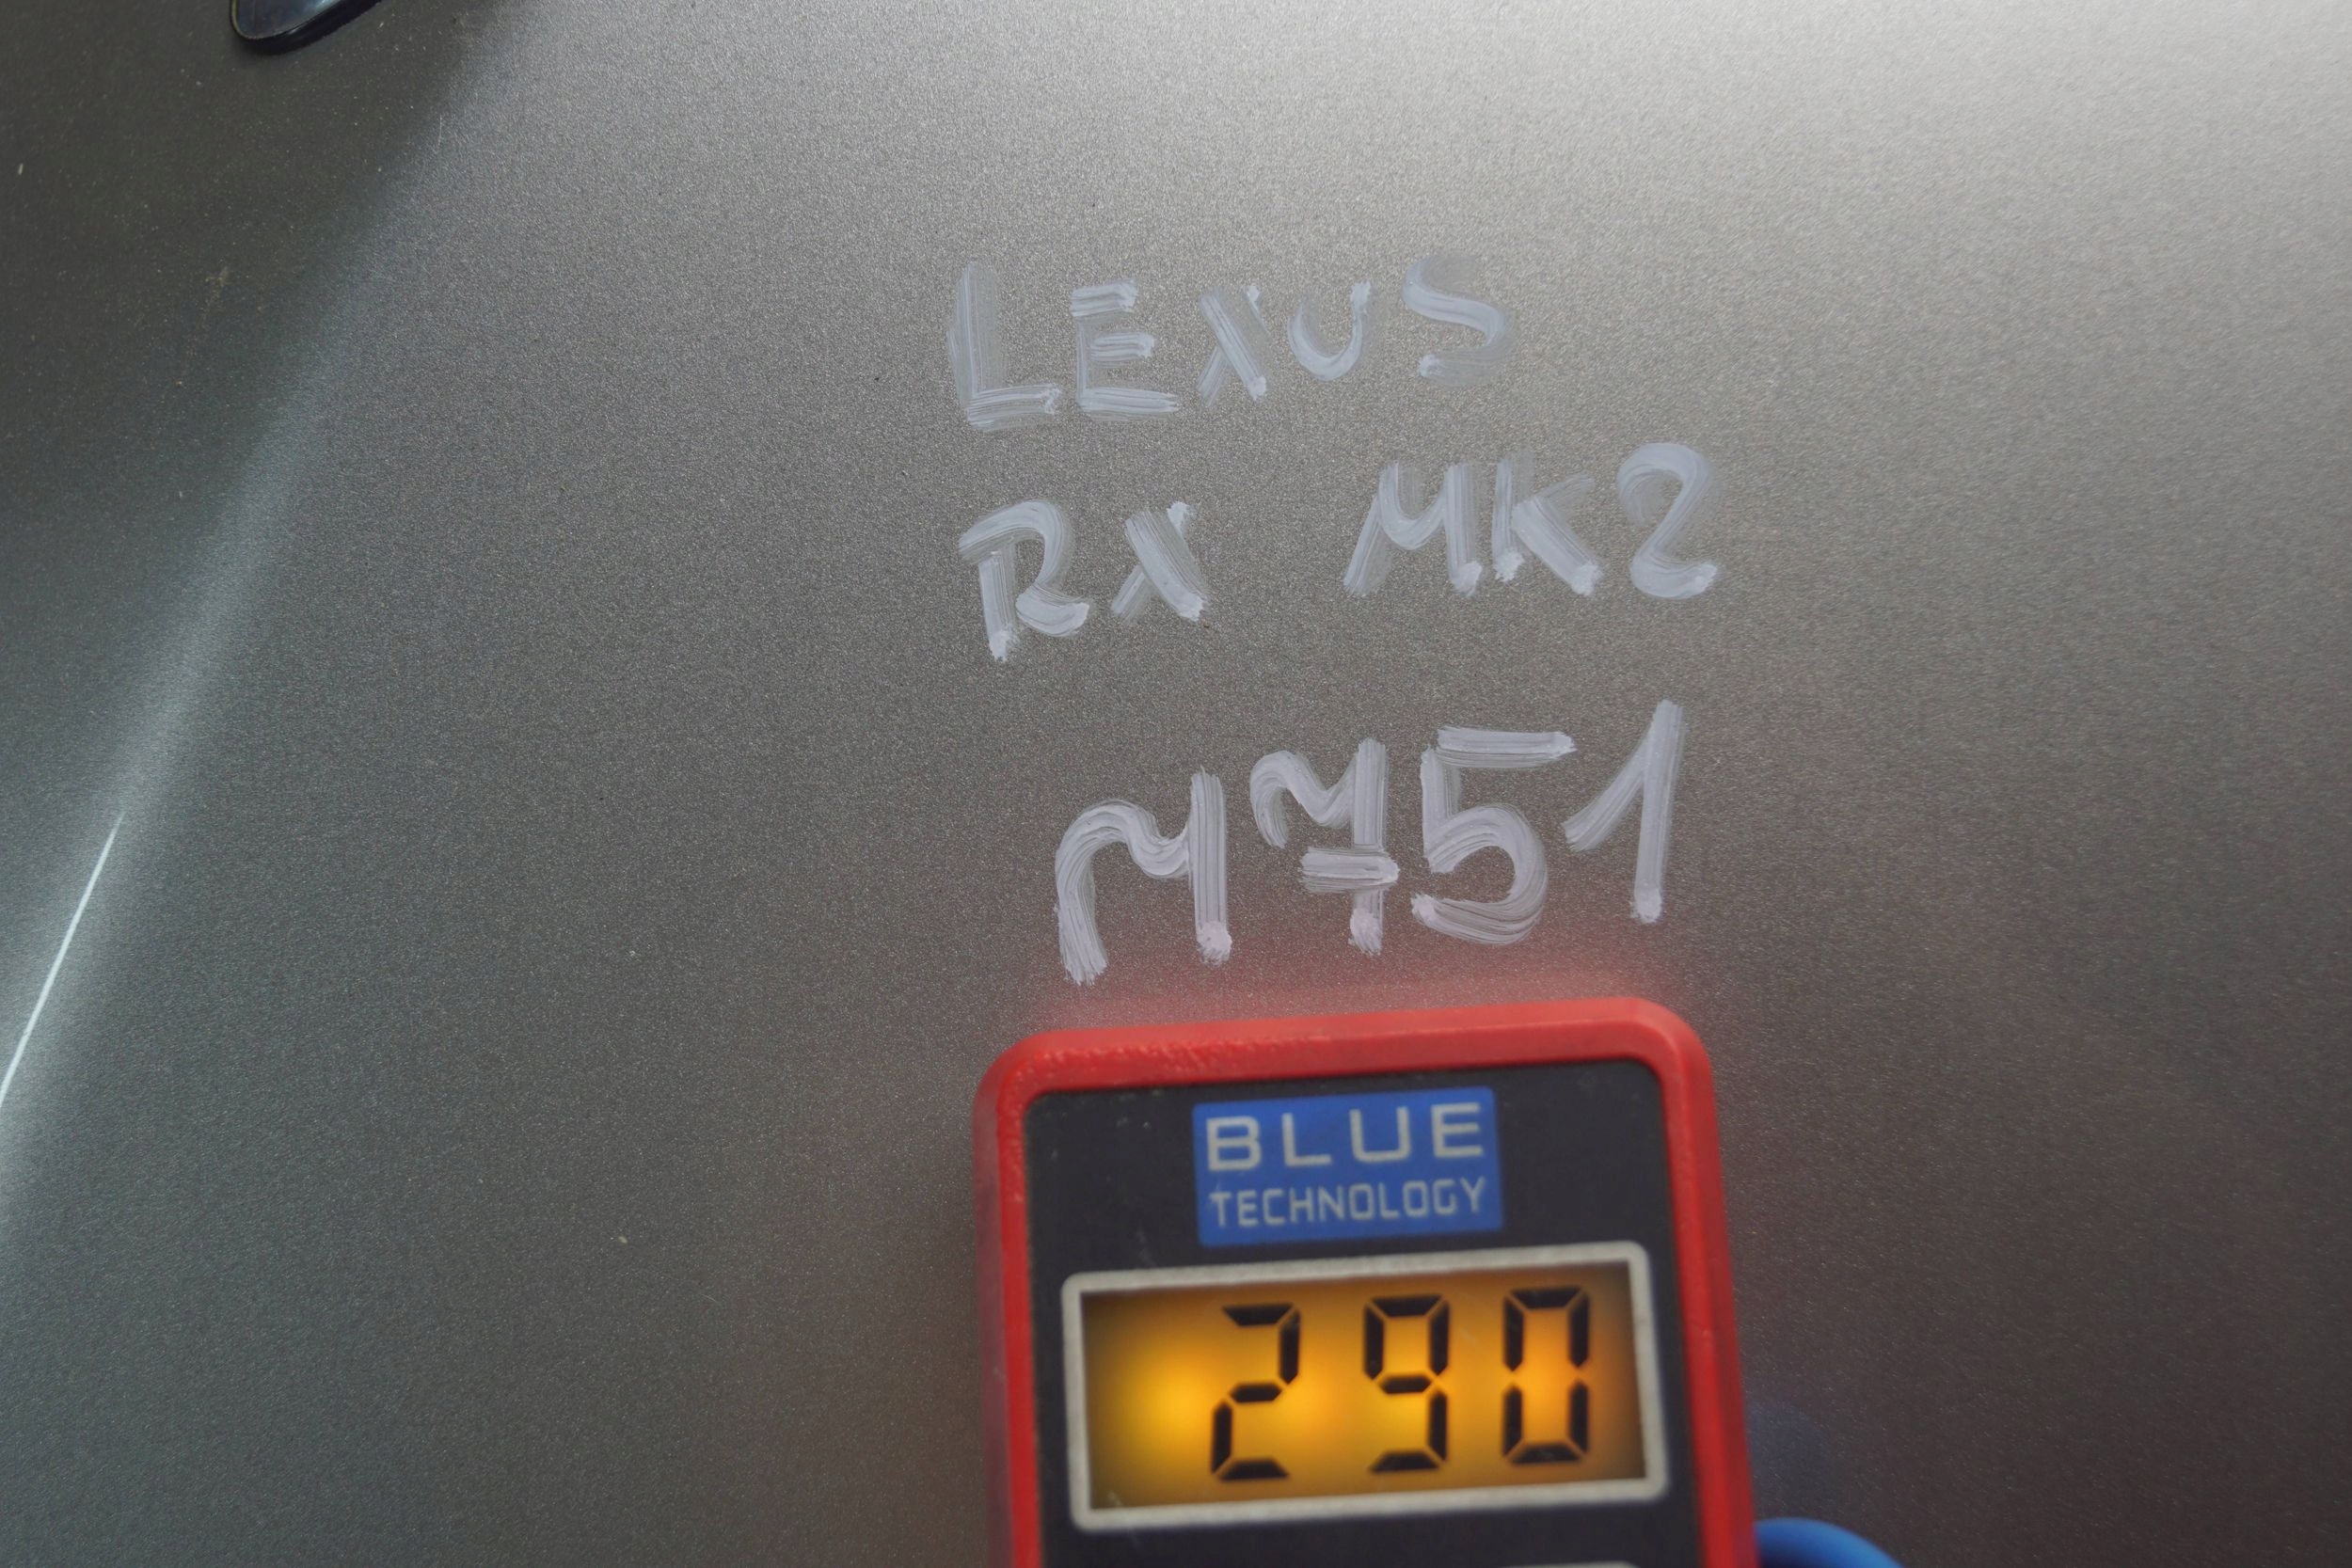 LEXUS
RX MK2
M751
BLUE
TECHNOLOGY
290